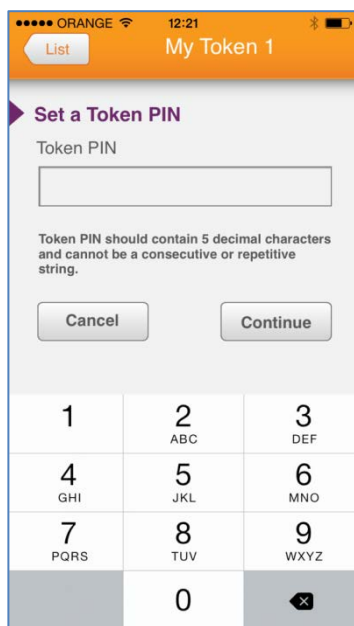 ORANGE 12:21
List My Token 1
Set a Token PIN
Token PIN
Token PIN should contain 5 decimal characters
and cannot be a consecutive or repetitive
string.
Cancel Continue
1 2 3
ABC DEF
4 5 6
GHI JKL MNO
7 8 9
PQRS TUV WXYZ
0